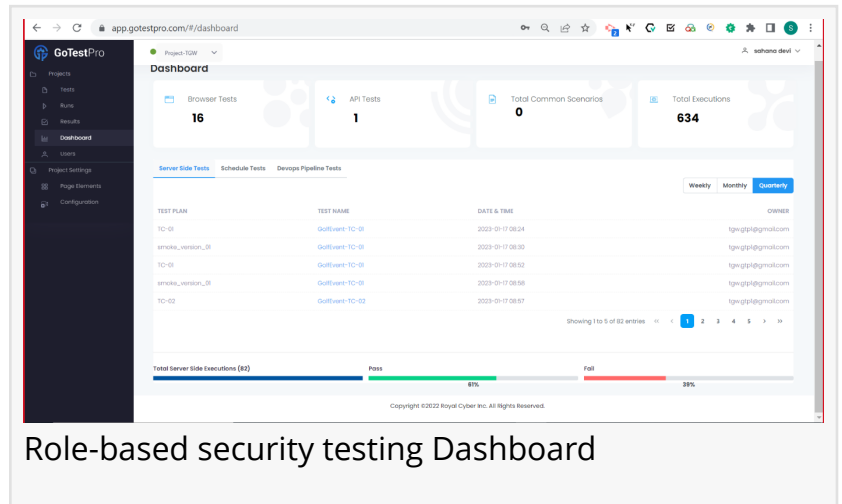 app.gotestpro.com/#/dashboard
S
GoTestPro
Project-TGW
sahana devi
Projects
Tests
Runs
Results
Dashboard
Users
Project Settings
Page Elements
Configuration
Dashboard
Browser Tests
16
API Tests
1
Total Common Scenarios
0
Total Executions
634
Server Side Tests Schedule Tests Devops Pipeline Tests
Weekly Monthly Quarterly
TEST PLAN TEST NAME DATE & TIME OWNER
TC-01 GolfEvent-TC-01 2023-01-17 08:24 tgw.gtp1@gmail.com
smoke_version_01 GolfEvent-TC-01 2023-01-17 08:30 tgw.gtp1@gmail.com
TC-01 GolfEvent-TC-01 2023-01-17 08:52 tgw.gtp1@gmail.com
smoke_version_01 GolfEvent-TC-01 2023-01-17 08:56 tgw.gtp1@gmail.com
TC-02 GolfEvent-TC-02 2023-01-17 08:57 tgw.gtp1@gmail.com
Showing 1 to 5 of 82 entries « < 1 2 3 4 5 > »
Total Server Side Executions (82) Pass Fail
61% 39%
Copyright ©2022 Royal Cyber Inc. All Rights Reserved.
Role-based security testing Dashboard